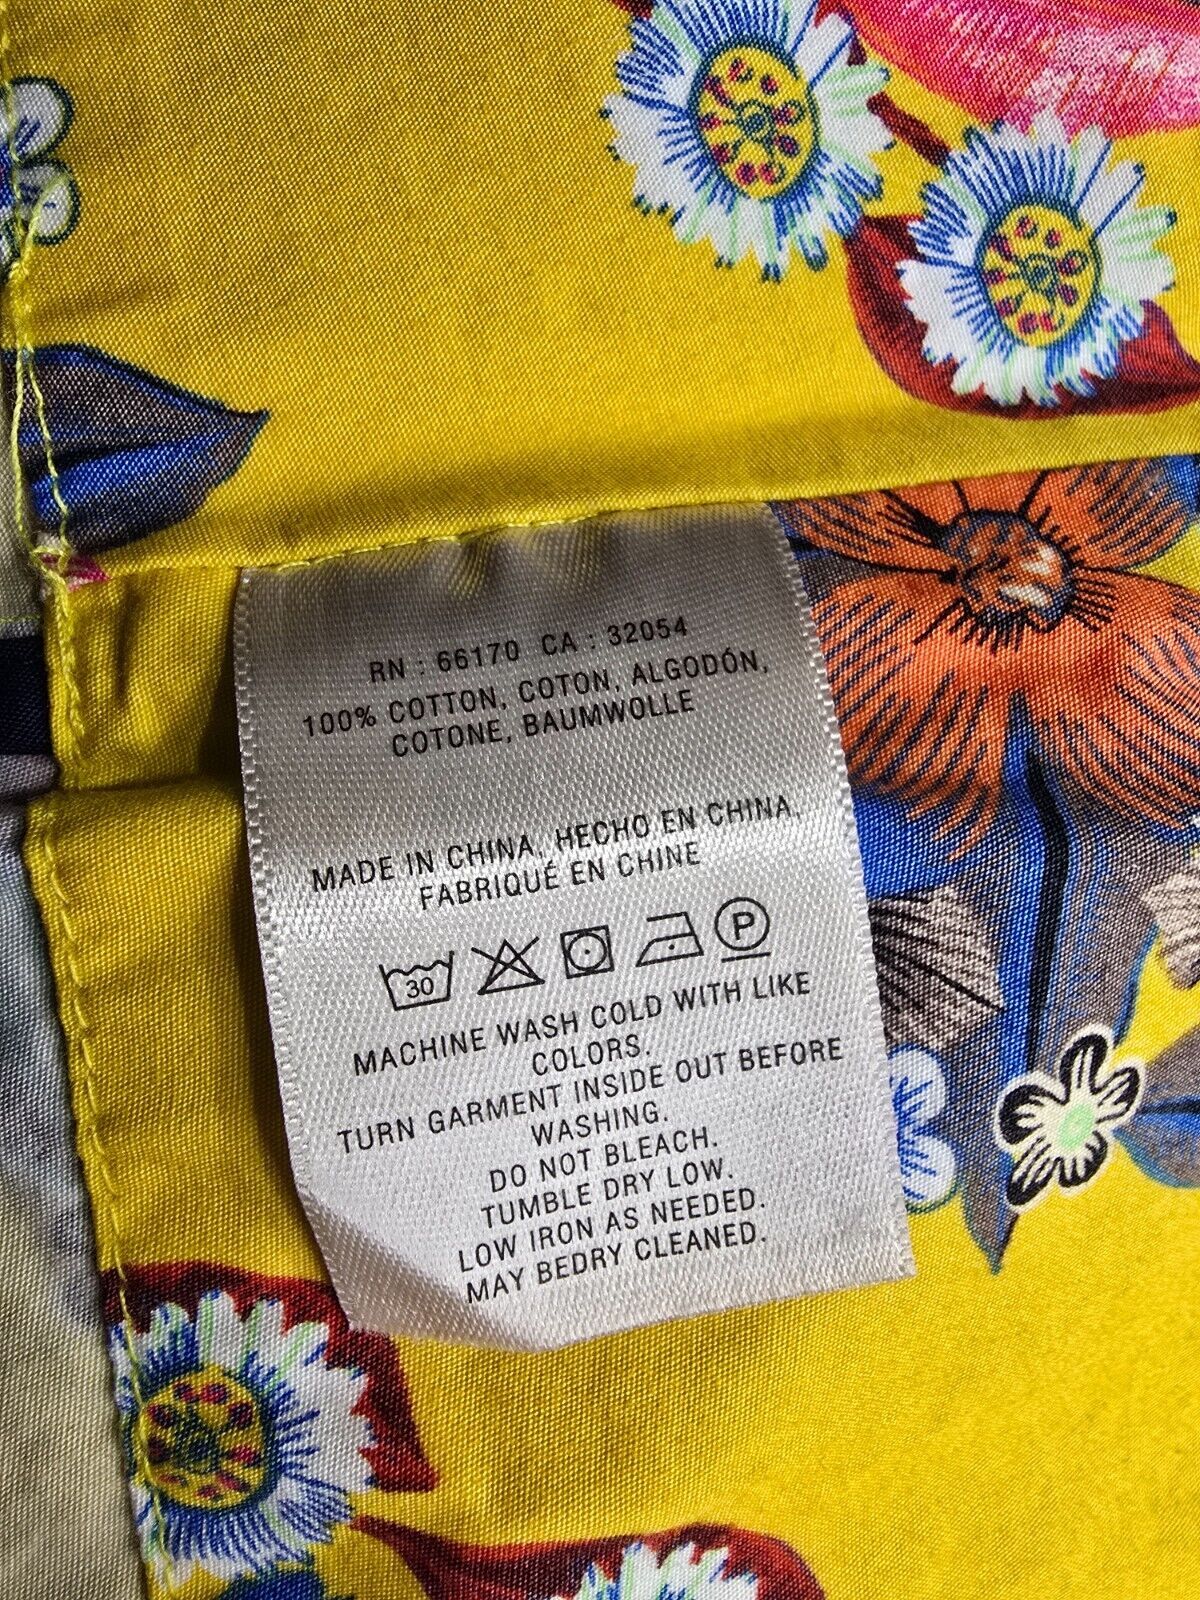 RN : 66170 CA : 32054
100% COTTON, COTON, ALGODÓN,
COTONE, BAUMWOLLE
MADE IN CHINA, HECHO EN CHINA,
FABRIQUÉ EN CHINE
30 P
MACHINE WASH COLD WITH LIKE
COLORS.
TURN GARMENT INSIDE OUT BEFORE
WASHING.
DO NOT BLEACH.
TUMBLE DRY LOW.
LOW IRON AS NEEDED.
MAY BEDRY CLEANED.